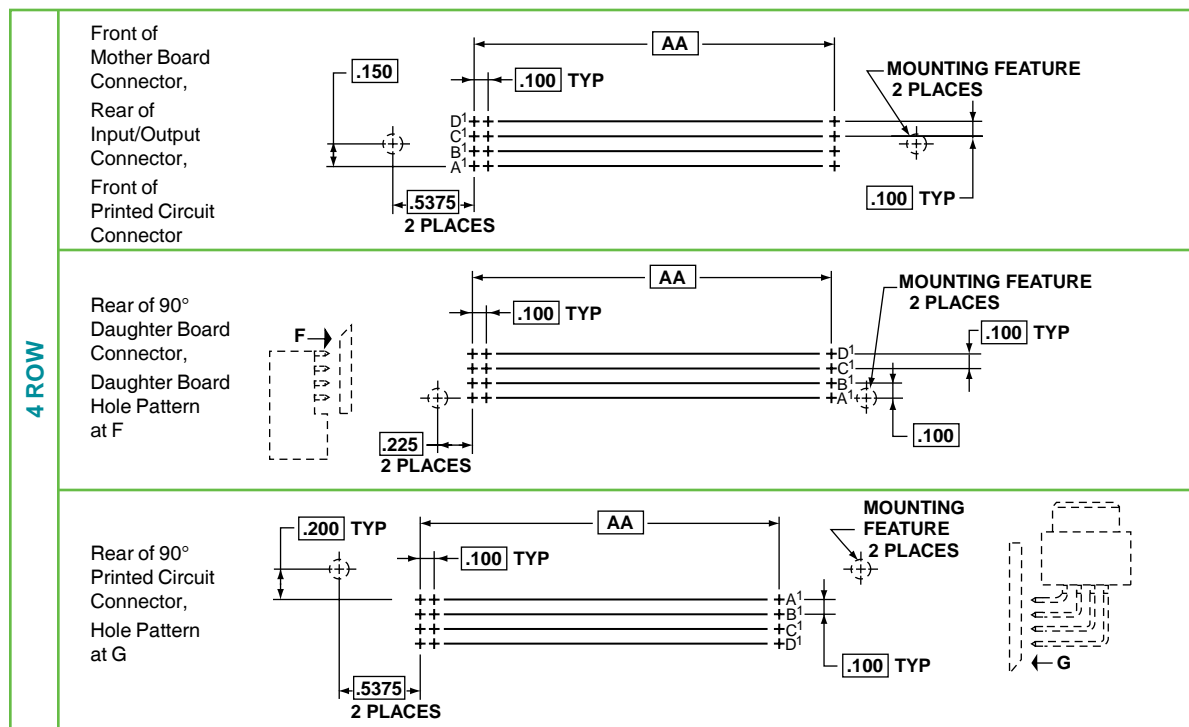 4 ROW
Front of
Mother Board
Connector,
Rear of
Input/Output
Connector,
Front of
Printed Circuit
Connector
AA
.150
.100 TYP
MOUNTING FEATURE
2 PLACES
D1
C1
B1
A1
.5375
2 PLACES
.100 TYP
Rear of 90°
Daughter Board
Connector,
Daughter Board
Hole Pattern
at F
F
AA
.100 TYP
MOUNTING FEATURE
2 PLACES
.100 TYP
D1
C1
B1
A1
.225
2 PLACES
.100
Rear of 90°
Printed Circuit
Connector,
Hole Pattern
at G
.200 TYP
AA
.100 TYP
MOUNTING
FEATURE
2 PLACES
A1
B1
C1
D1
.100 TYP
G
.5375
2 PLACES